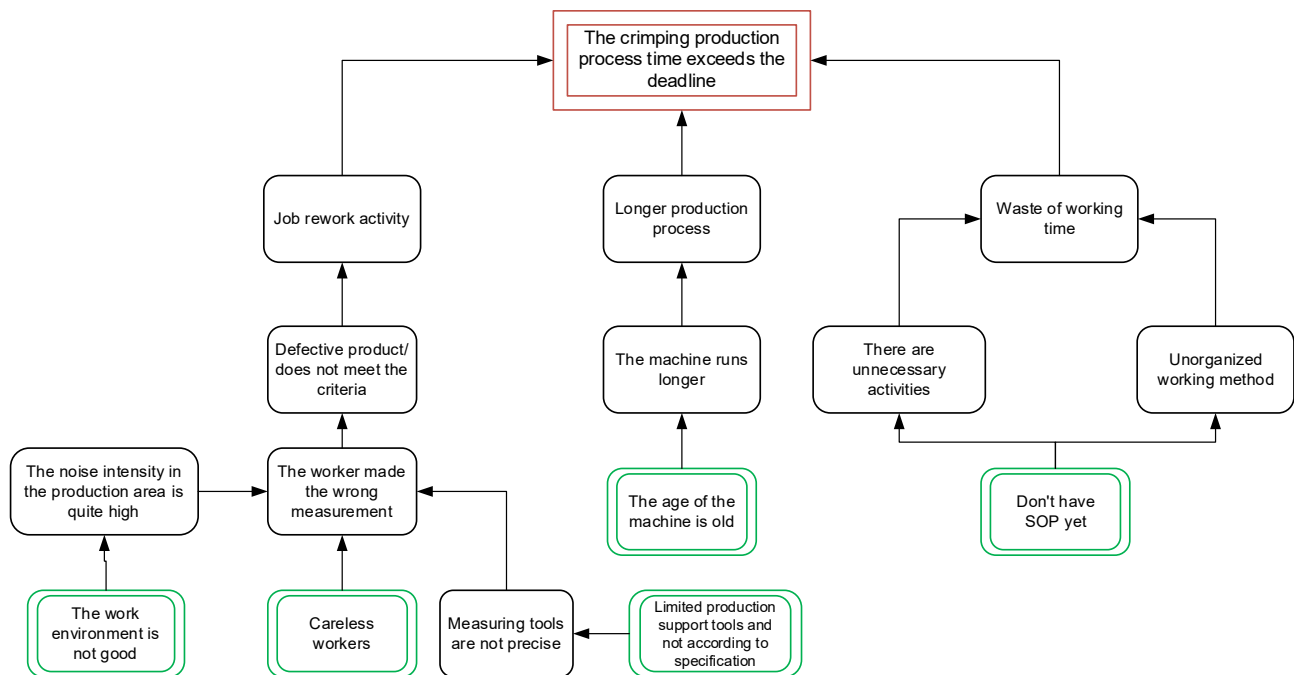 The crimping production
process time exceeds the
deadline
Job rework activity
Longer production
process
Waste of working
time
Defective product/
does not meet the
criteria
The machine runs
longer
There are
unnecessary
activities
Unorganized
working method
The noise intensity in
the production area is
quite high
The worker made
the wrong
measurement
The age of the
machine is old
Don't have
SOP yet
The work
environment is
not good
Careless
workers
Measuring tools
are not precise
Limited production
support tools and
not according to
specification